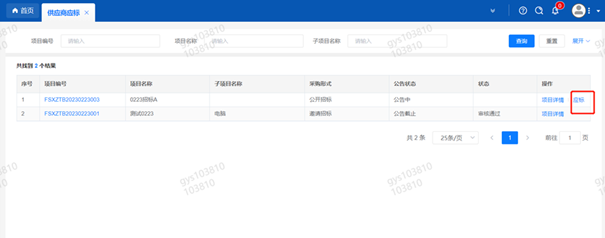 首页 供应商应标 ×
8
项目编号 请输入 项目名称 请输入 子项目名称 请输入 查询 重置 展开
共找到 2 个结果
序号 项目编号 项目名称 子项目名称 采购形式 公告状态 状态 操作
1 FSXZTB20230223003 0223招标A 公开招标 公告中 项目详情 应标
2 FSXZTB20230223001 测试0223 电脑 邀请招标 公告截止 审核通过 项目详情
共 2 条 25条/页 < 1 > 前往 1 页
gys103810
103810
gys103810
103810
gys103810
103810